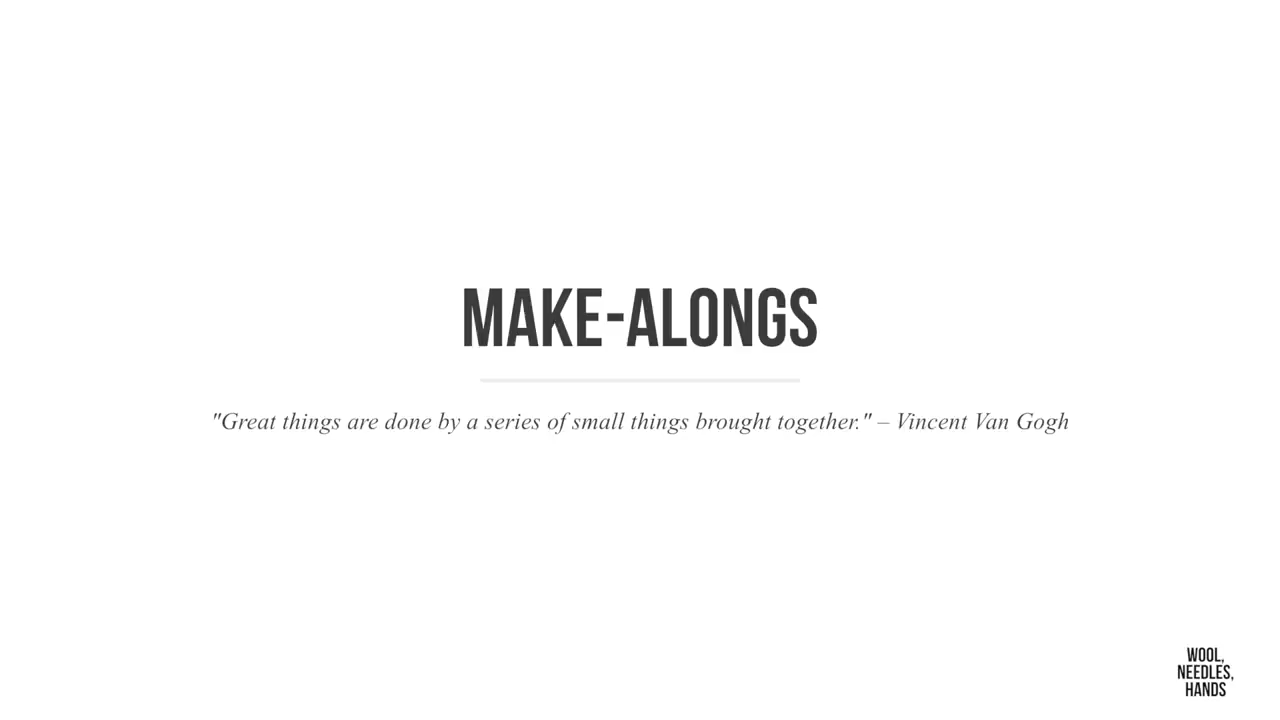 MAKE-ALONGS
"Great things are done by a series of small things brought together." – Vincent Van Gogh
WOOL,
NEEDLES,
HANDS